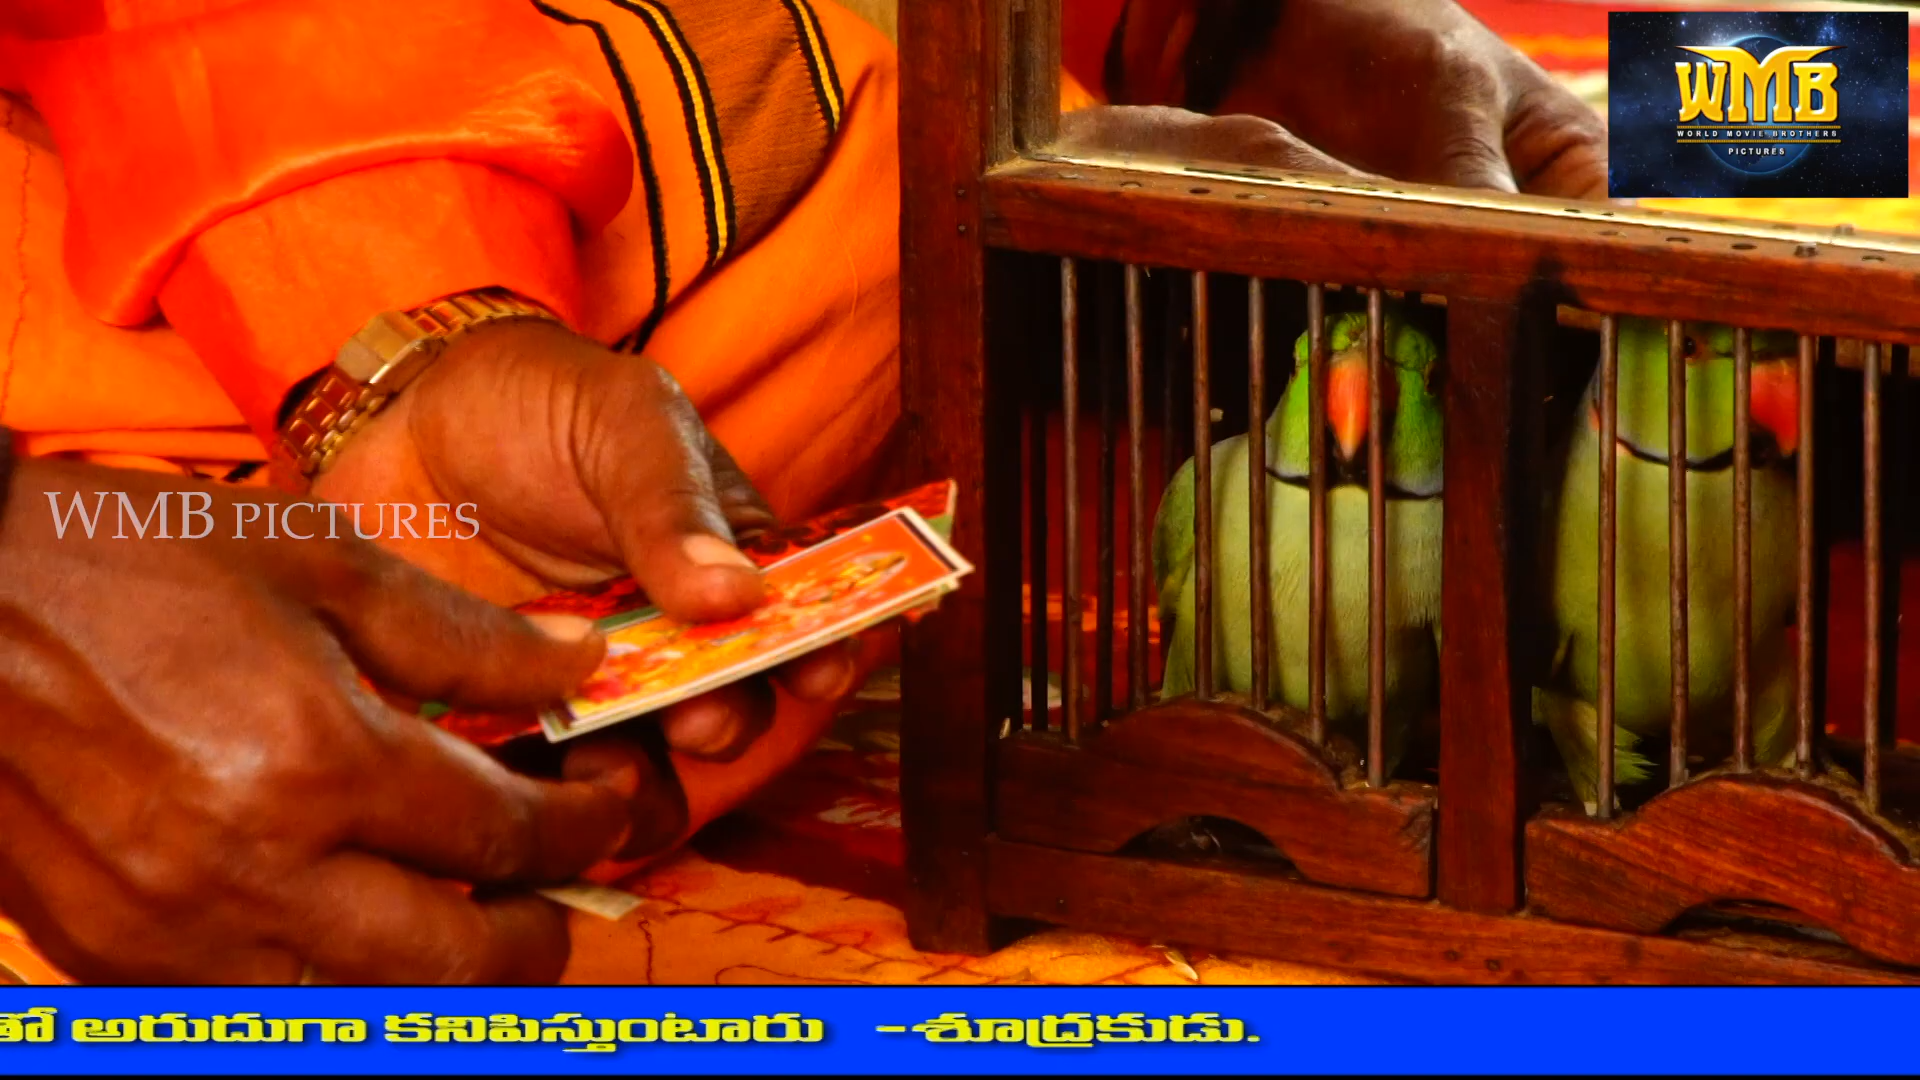 WMB
WORLD MOVIE BROTHERS
PICTURES
WMB PICTURES
తో అరుదుగా కనిపిస్తుంటారు -శూద్రకుడు.